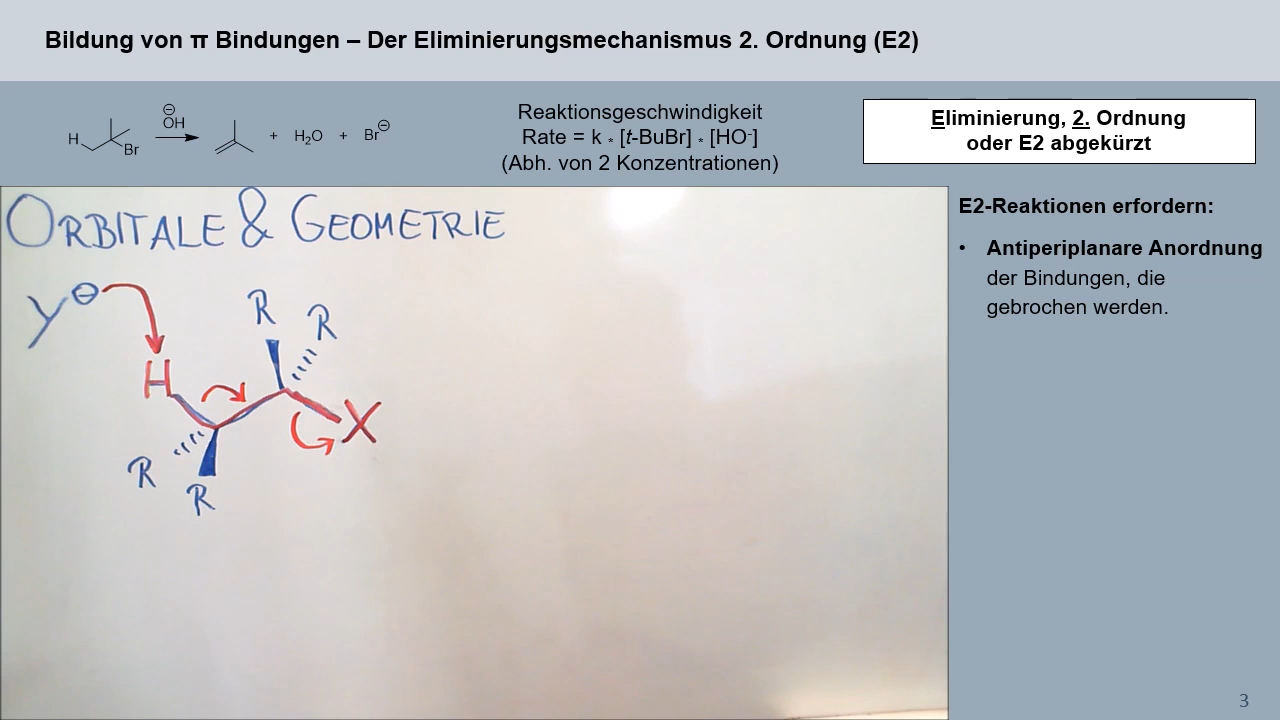 Bildung von π Bindungen – Der Eliminierungsmechanismus 2. Ordnung (E2)
H Br ⊖ OH + H₂O + Br⊖
Reaktionsgeschwindigkeit
Rate = k * [t-BuBr] * [HO⁻]
(Abh. von 2 Konzentrationen)
Eliminierung, 2. Ordnung
oder E2 abgekürzt
ORBITALE & GEOMETRIE
Y⊖
R R
H
X
R
R
E2-Reaktionen erfordern:
• Antiperiplanare Anordnung
der Bindungen, die
gebrochen werden.
3